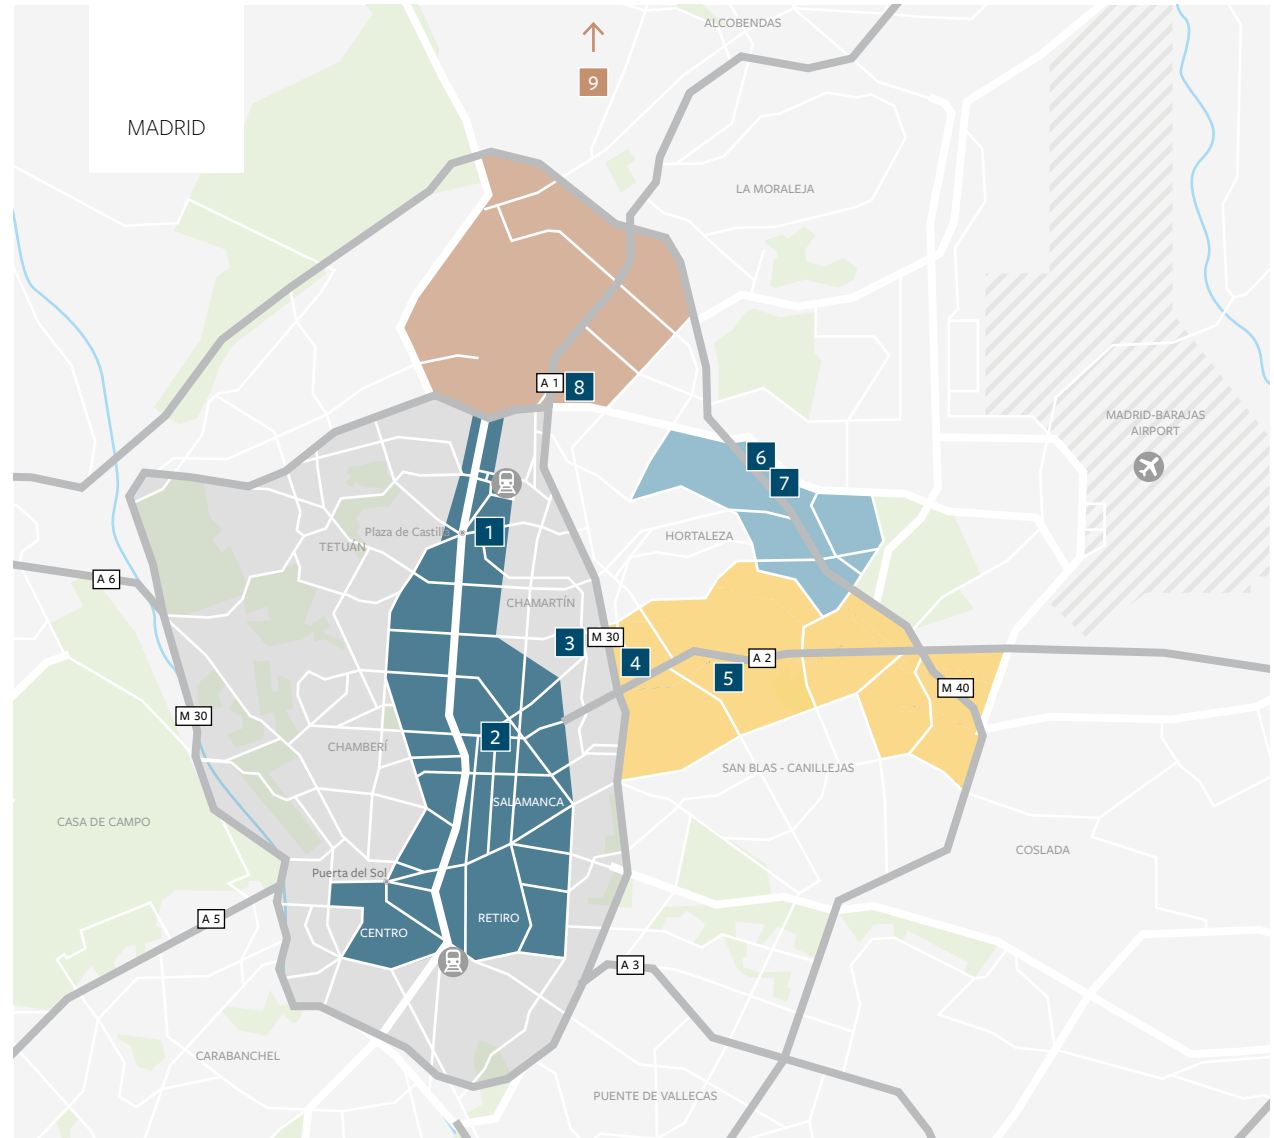 ALCOBENDAS
9
MADRID
LA MORALEJA
A 1
8
MADRID-BARAJAS
AIRPORT
6
7
Plaza de Castilla
1
HORTALEZA
TETUÁN
A 6
CHAMARTÍN
3
M 30
4
A 2
5
M 40
M 30
2
CHAMBERÍ
SAN BLAS - CANILLEJAS
SALAMANCA
CASA DE CAMPO
COSLADA
Puerta del Sol
A 5
RETIRO
CENTRO
A 3
CARABANCHEL
PUENTE DE VALLECAS